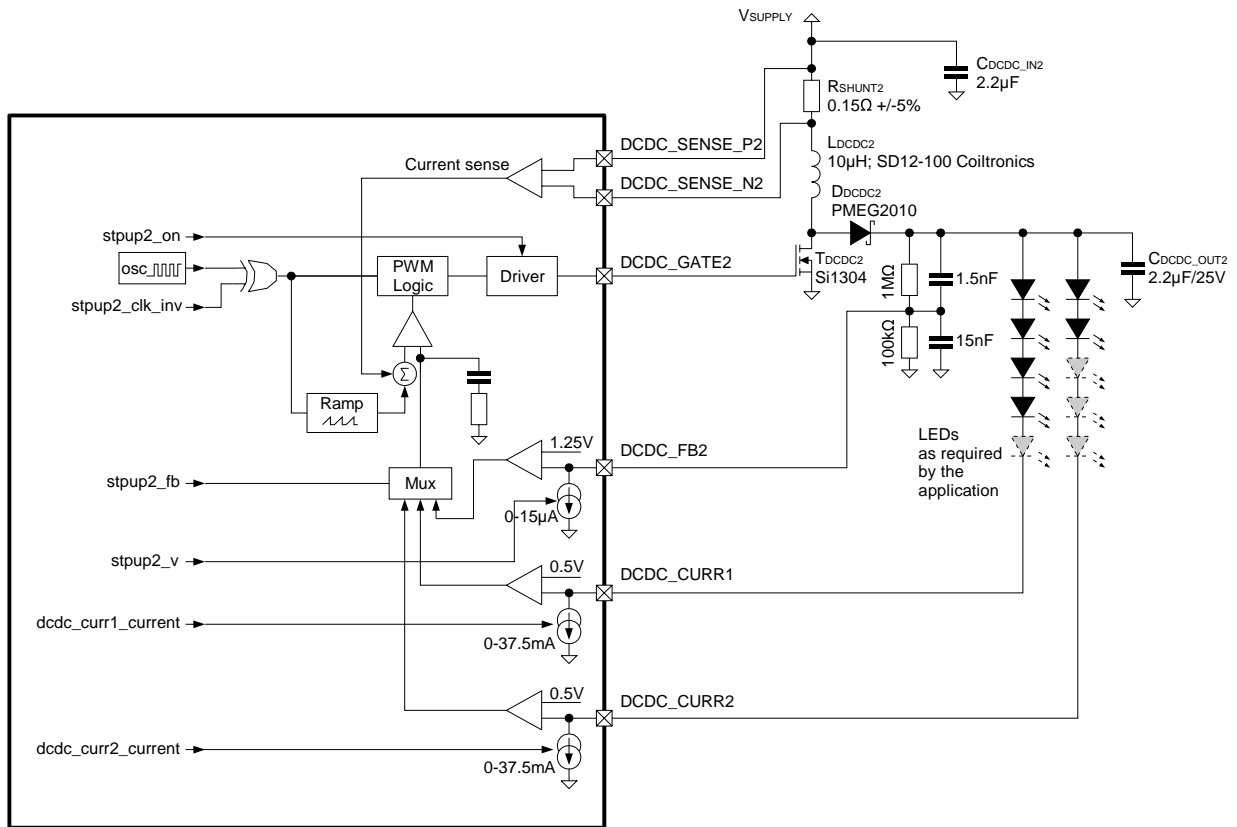 VSUPPLY
CDCDC_IN2
2.2µF
RSHUNT2
0.15Ω +/-5%
DCDC_SENSE_P2
LDCDC2
10µH; SD12-100 Coiltronics
Current sense
DCDC_SENSE_N2
DDCDC2
PMEG2010
stpup2_on
osc
PWM
Logic
Driver
DCDC_GATE2
TDCDC2
Si1304
1MΩ
1.5nF
CDCDC_OUT2
2.2µF/25V
stpup2_clk_inv
100kΩ
15nF
Σ
Ramp
LEDs
as required
by the
application
1.25V
DCDC_FB2
stpup2_fb
Mux
0-15µA
stpup2_v
0.5V
DCDC_CURR1
dcdc_curr1_current
0-37.5mA
0.5V
DCDC_CURR2
dcdc_curr2_current
0-37.5mA